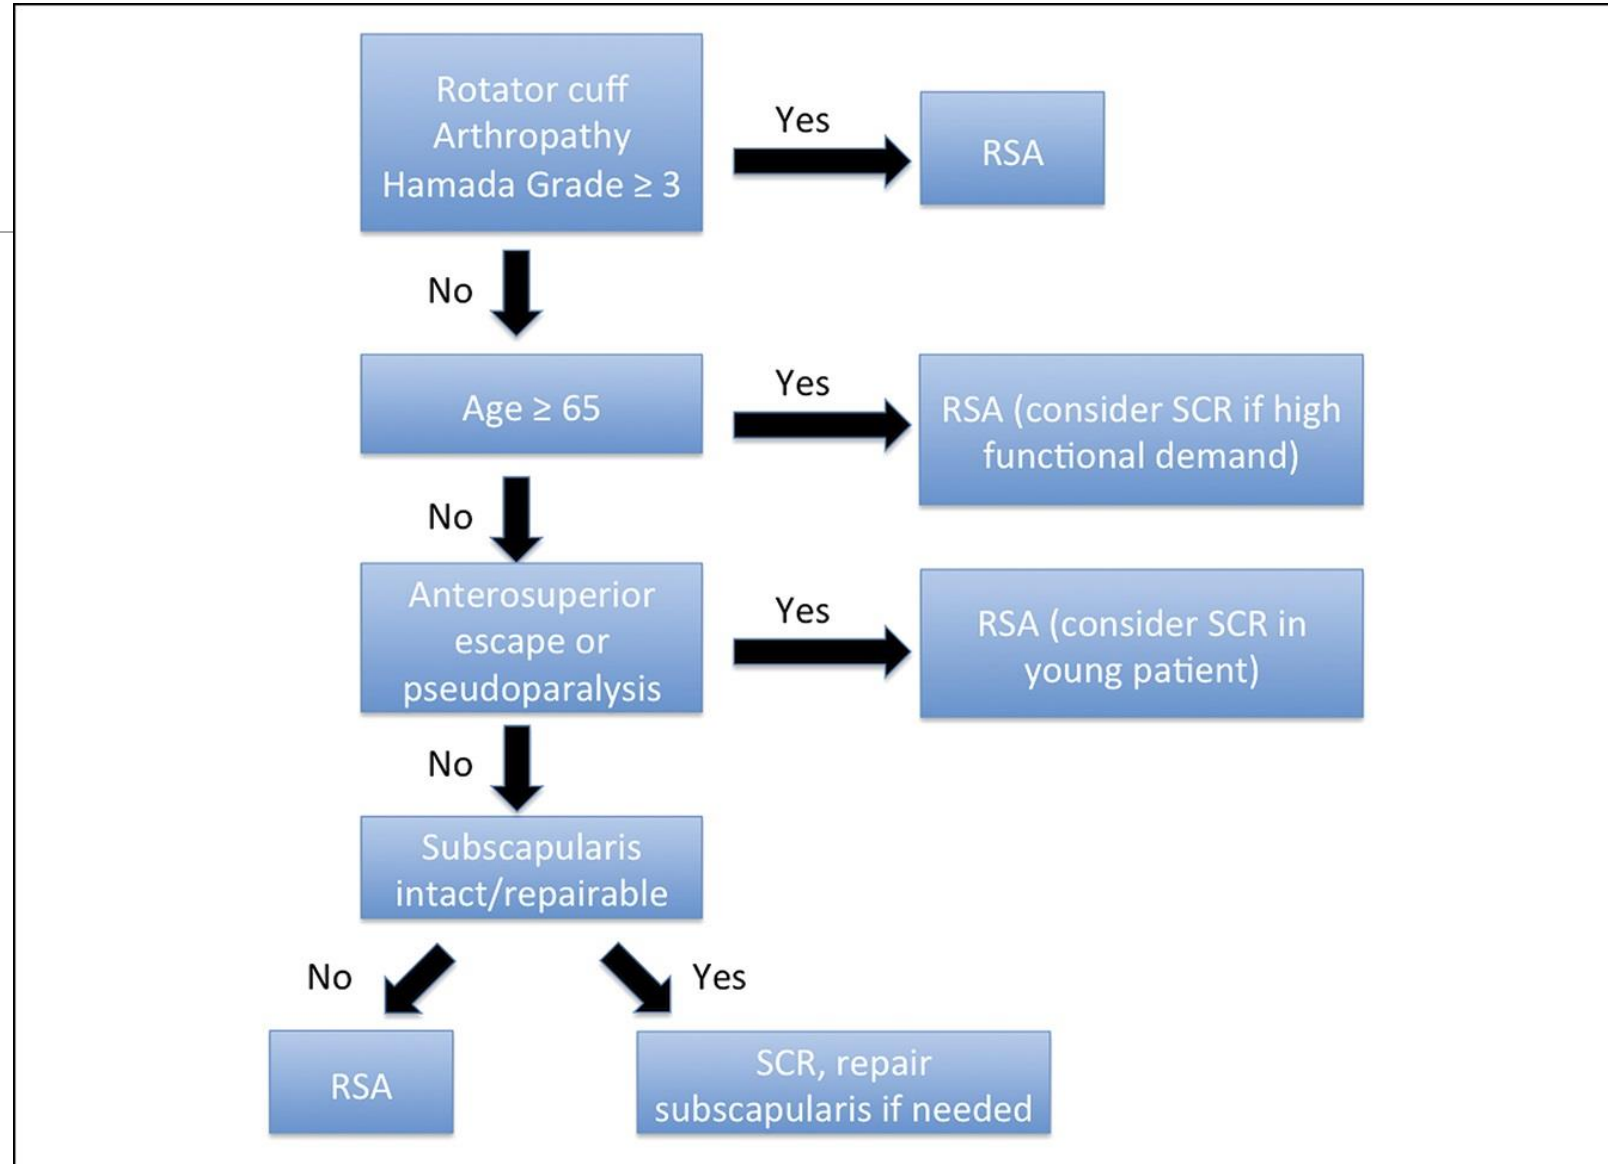 Rotator cuff
Arthropathy
Hamada Grade ≥ 3
Yes
RSA
No
Age ≥ 65
Yes
RSA (consider SCR if high
functional demand)
No
Anterosuperior
escape or
pseudoparalysis
Yes
RSA (consider SCR in
young patient)
No
Subscapularis
intact/repairable
No
Yes
RSA
SCR, repair
subscapularis if needed